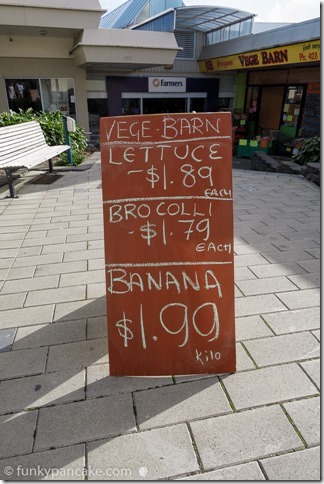 Farmers
VEGE BARN
VEGE.BARN
LETTUCE
-$1.89
EACH
BROCOLLI
-$1.79
EACH
BANANA
$1.99
Kilo
© funkypancake.com